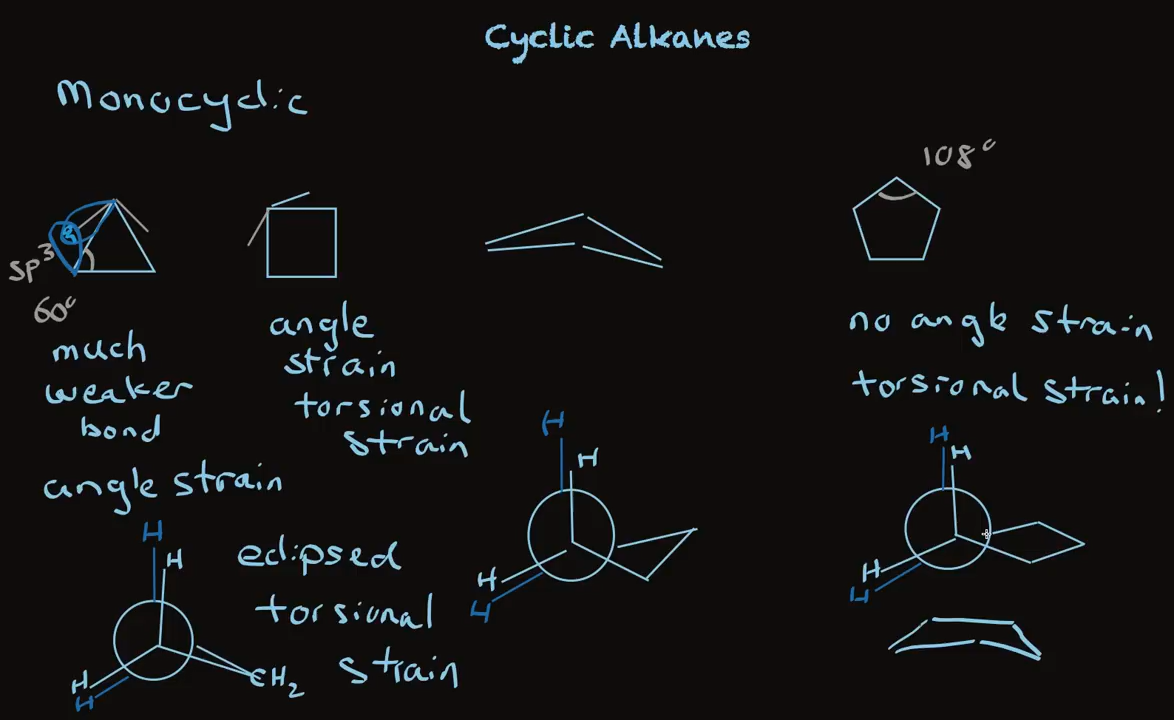 Cyclic Alkanes
Monocyclic
108°
sp³
60°
much
weaker
bond
angle strain
angle
strain
torsional
strain
no angle strain
torsional strain!
H
H
H
H
CH₂
eclipsed
torsional
strain
H
H
H
H
H
H
H
H